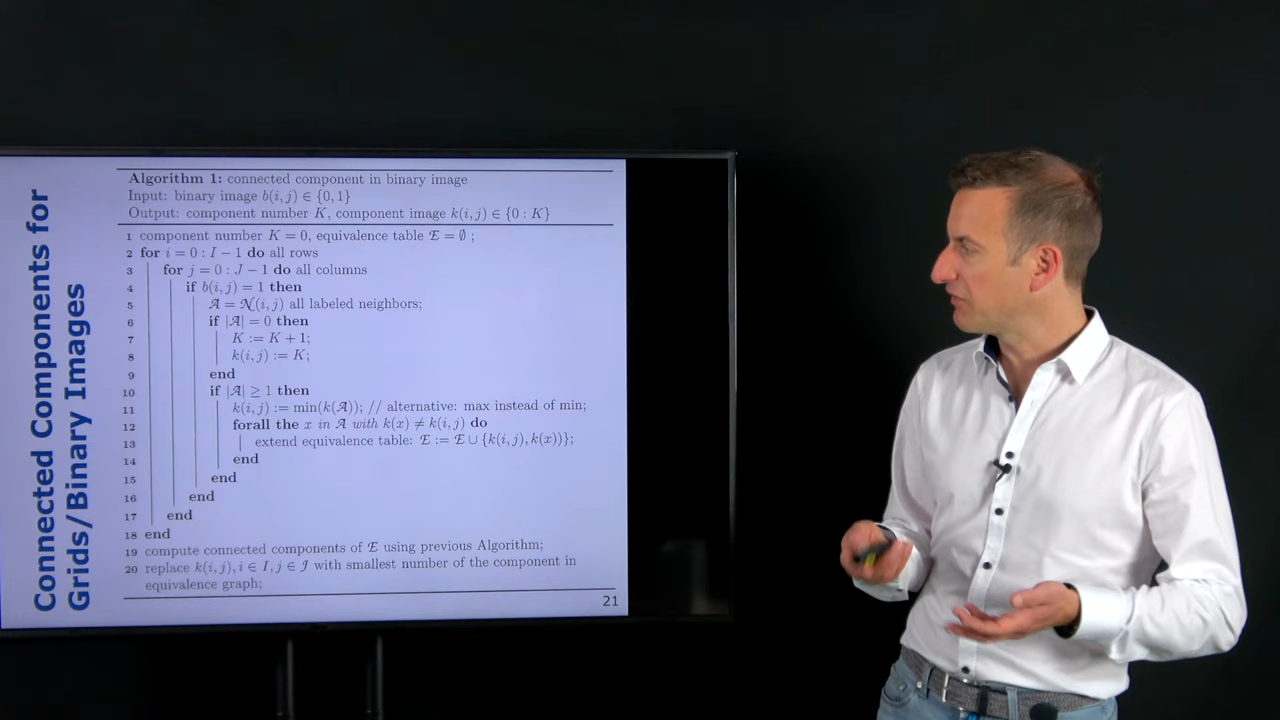 Connected Components for
Grids/Binary Images
Algorithm 1: connected component in binary image
Input: binary image b(i, j) ∈ {0, 1}
Output: component number K, component image k(i, j) ∈ {0 : K}
1 component number K = 0, equivalence table ℰ = ∅ ;
2 for i = 0 : I − 1 do all rows
3 for j = 0 : J − 1 do all columns
4 if b(i, j) = 1 then
5 𝒜 = 𝒩(i, j) all labeled neighbors;
6 if |𝒜| = 0 then
7 K := K + 1;
8 k(i, j) := K;
9 end
10 if |𝒜| ≥ 1 then
11 k(i, j) := min(k(𝒜)); // alternative: max instead of min;
12 forall the x in 𝒜 with k(x) ≠ k(i, j) do
13 extend equivalence table: ℰ := ℰ ∪ {k(i, j), k(x))};
14 end
15 end
16 end
17 end
18 end
19 compute connected components of ℰ using previous Algorithm;
20 replace k(i, j), i ∈ I, j ∈ 𝒥 with smallest number of the component in
equivalence graph;
21